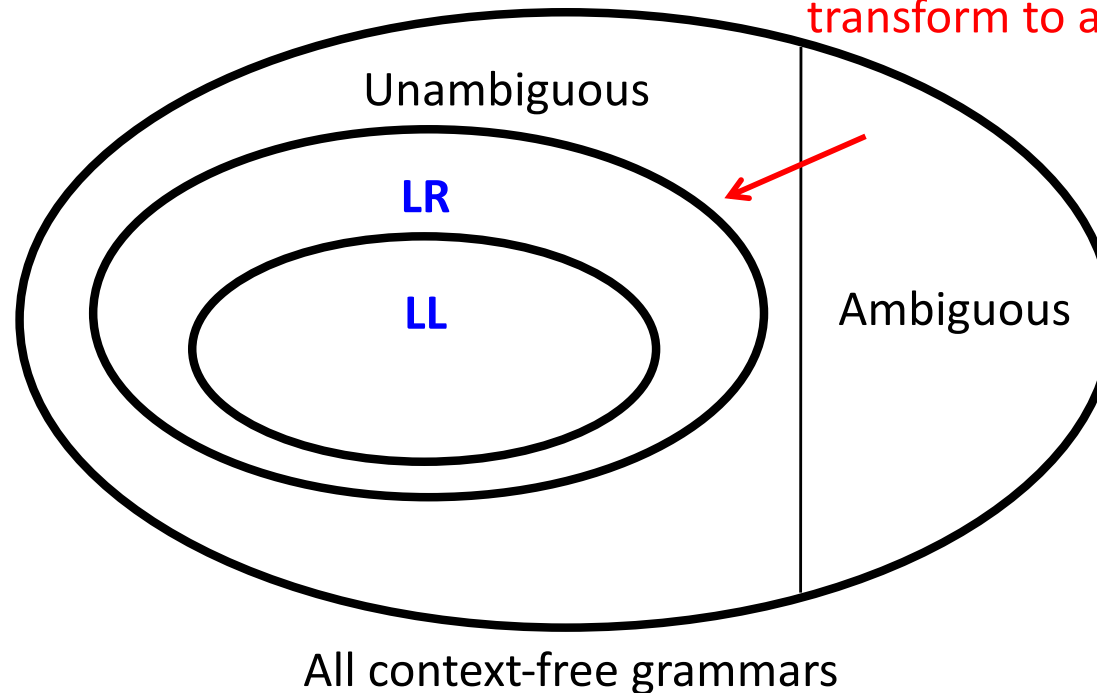 transform to a
Unambiguous
LR
LL
Ambiguous
All context-free grammars